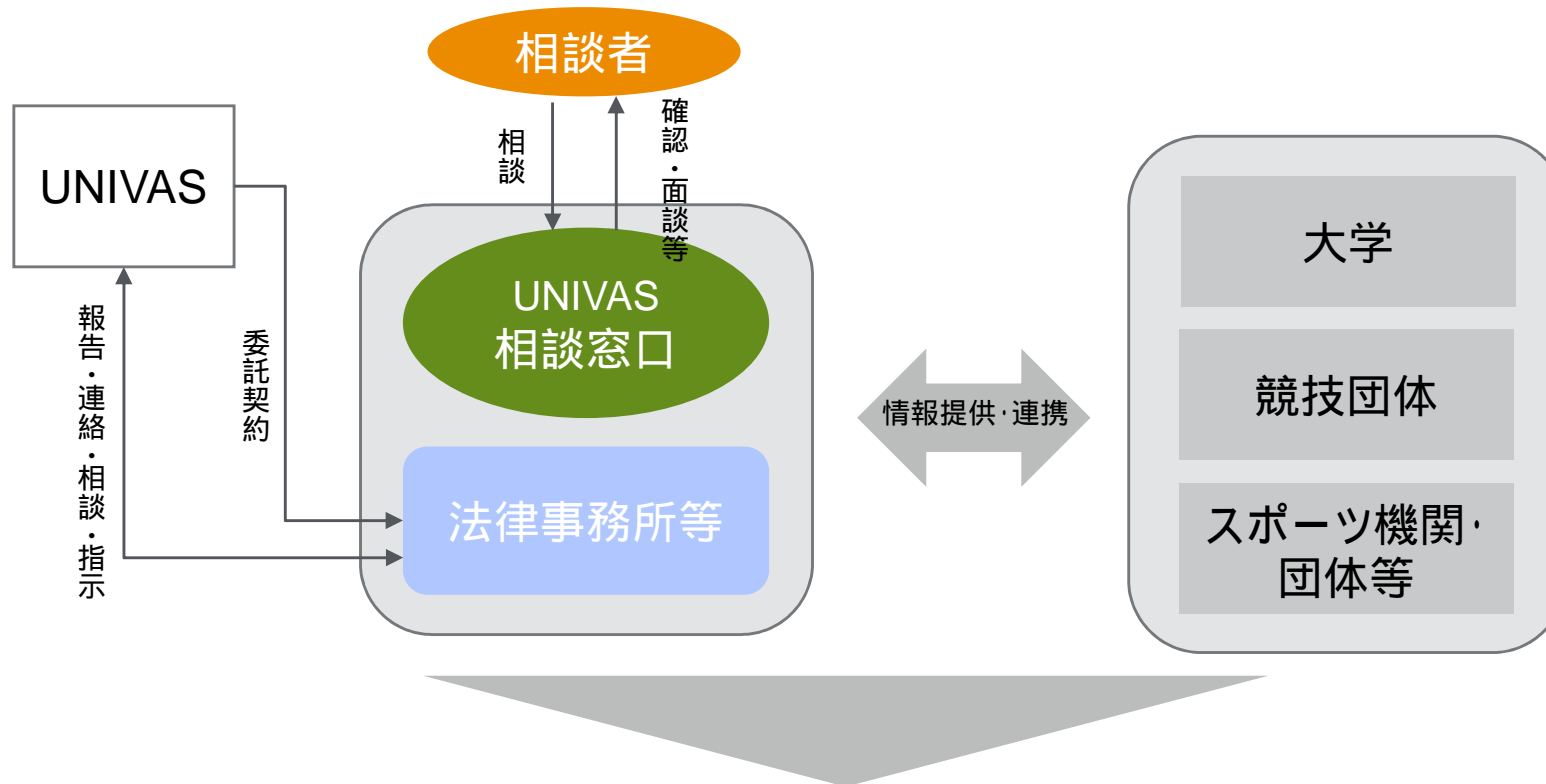 相談者
相談
確認・面談等
UNIVAS
UNIVAS
相談窓口
法律事務所等
委託契約
報告・連絡・相談・指示
情報提供・連携
大学
競技団体
スポーツ機関・
団体等